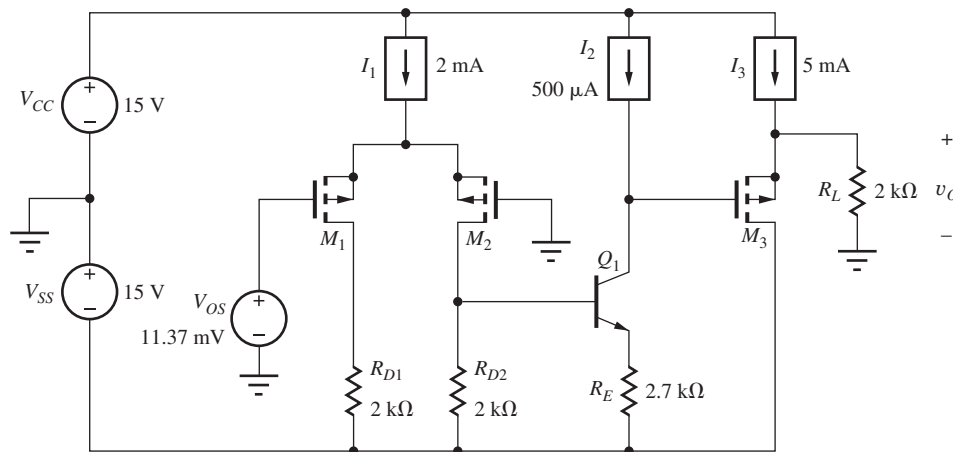 I1
2 mA
I2
500 μA
I3
5 mA
VCC
+
−
15 V
M1
M2
M3
+
vO
−
RL
2 kΩ
VSS
+
−
15 V
VOS
+
−
11.37 mV
Q1
RD1
2 kΩ
RD2
2 kΩ
RE
2.7 kΩ